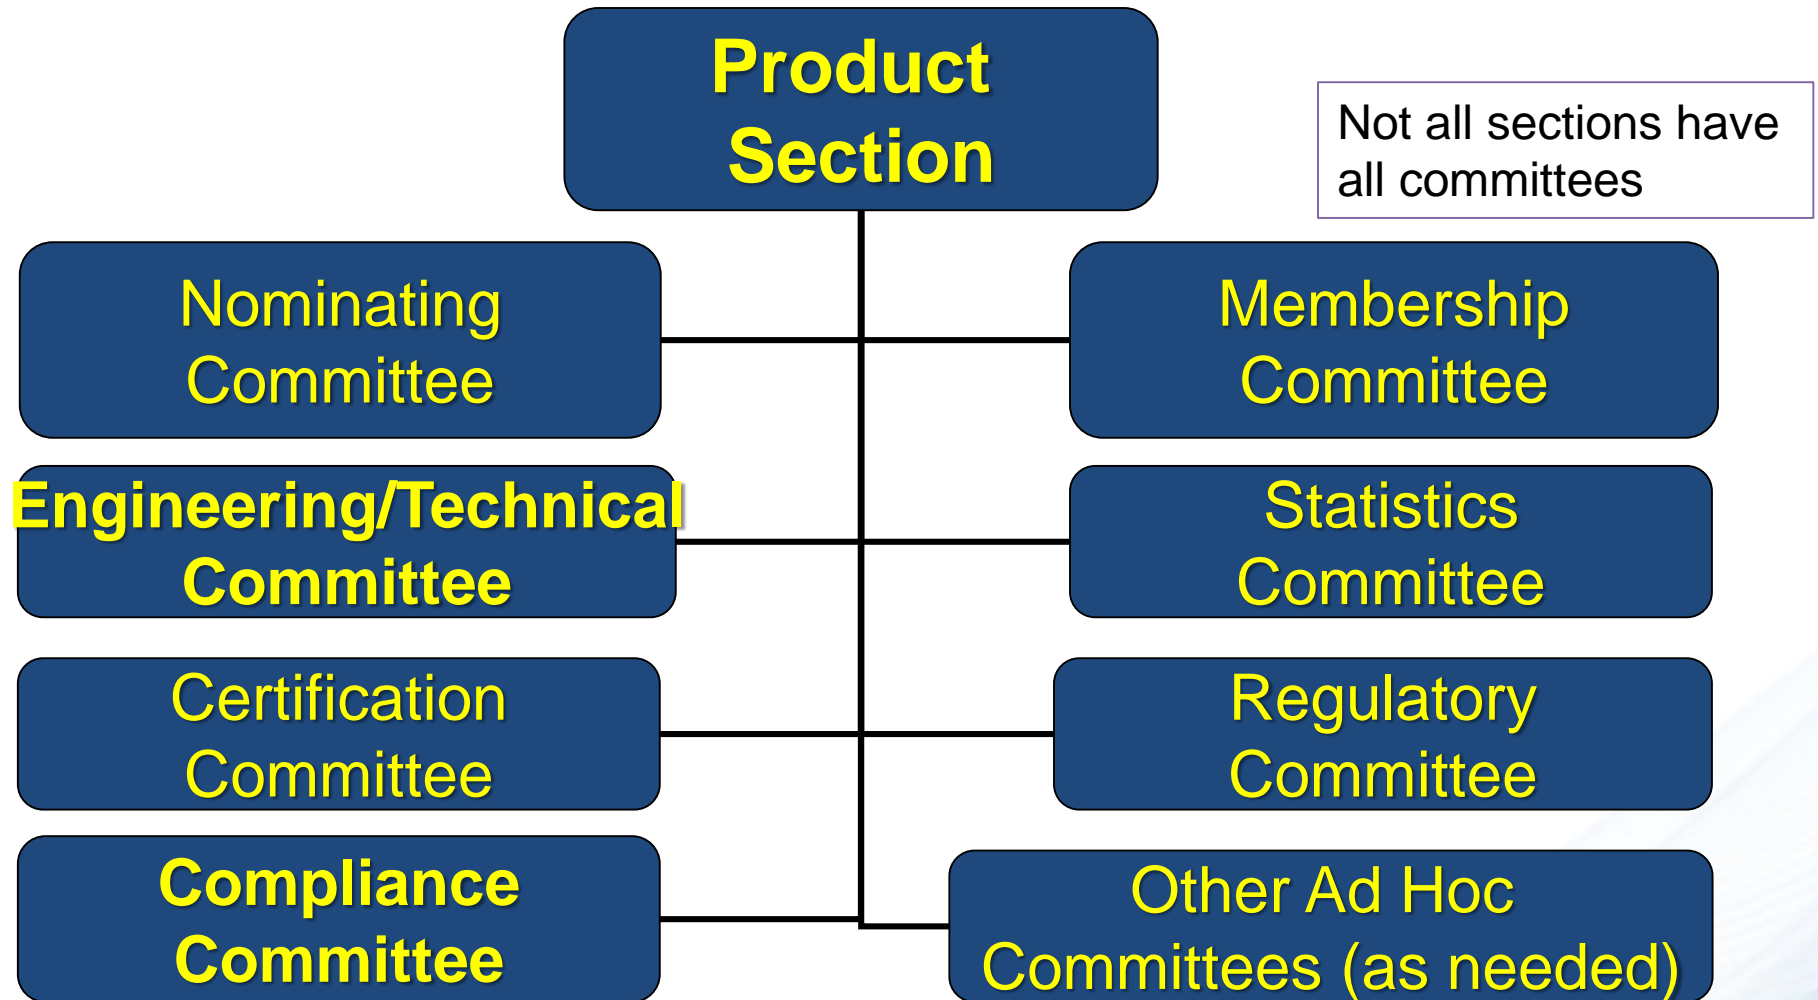 Product
Section
Not all sections have
all committees
Nominating
Committee
Membership
Committee
Engineering/Technical
Committee
Statistics
Committee
Certification
Committee
Regulatory
Committee
Compliance
Committee
Other Ad Hoc
Committees (as needed)